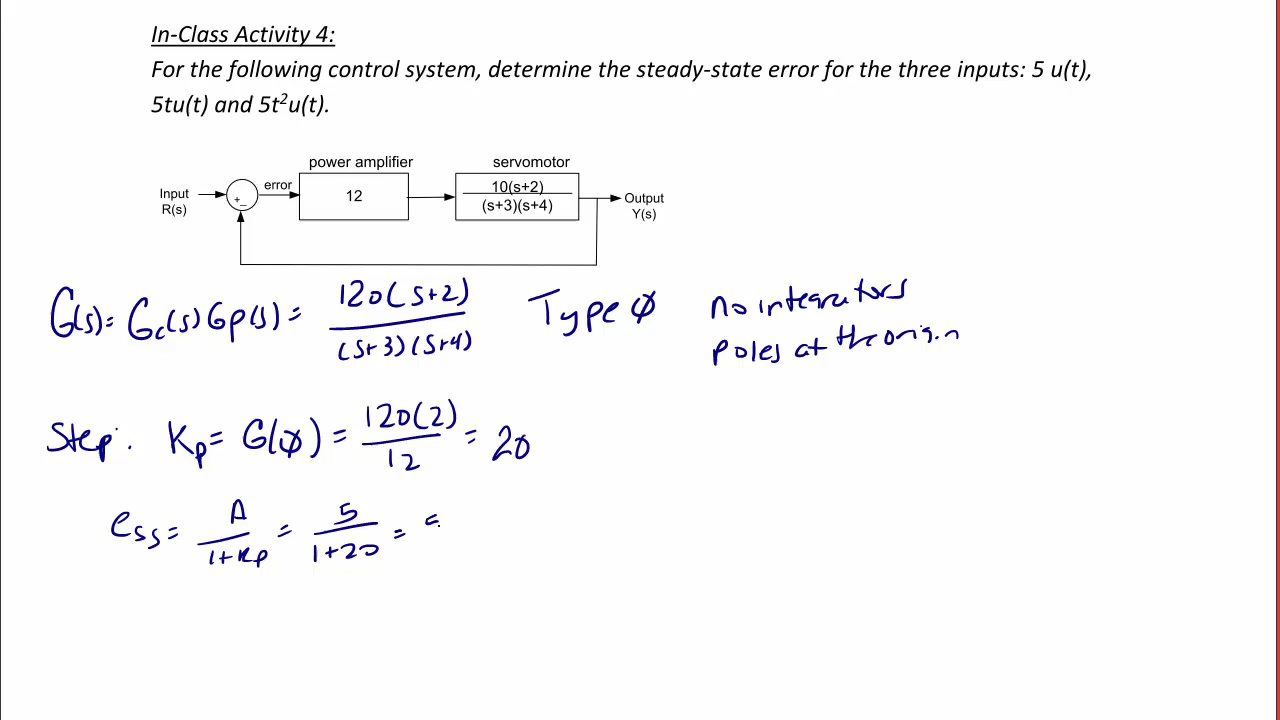 In-Class Activity 4:
For the following control system, determine the steady-state error for the three inputs: 5 u(t),
5tu(t) and 5t²u(t).
power amplifier servomotor
Input R(s)
+ −
error
12
10(s+2)
(s+3)(s+4)
Output Y(s)
G(s) = Gc(s) Gp(s) = 120(s+2) / (s+3)(s+4) Type φ no integrators
poles at the origin
Step: Kp = G(φ) = 120(2) / 12 = 20
ess = A / 1+Kp = 5 / 1+20 =